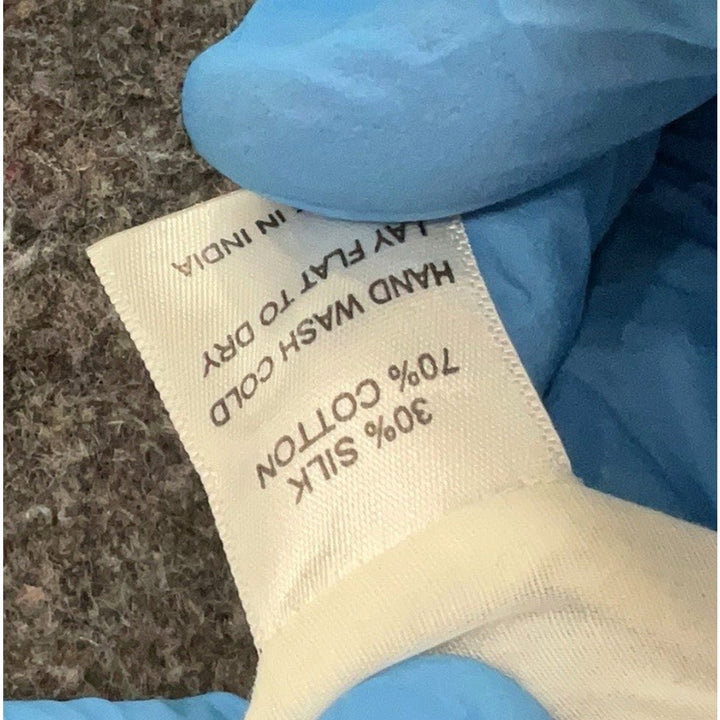 30% SILK
70% COTTON
HAND WASH COLD
LAY FLAT TO DRY
IN INDIA